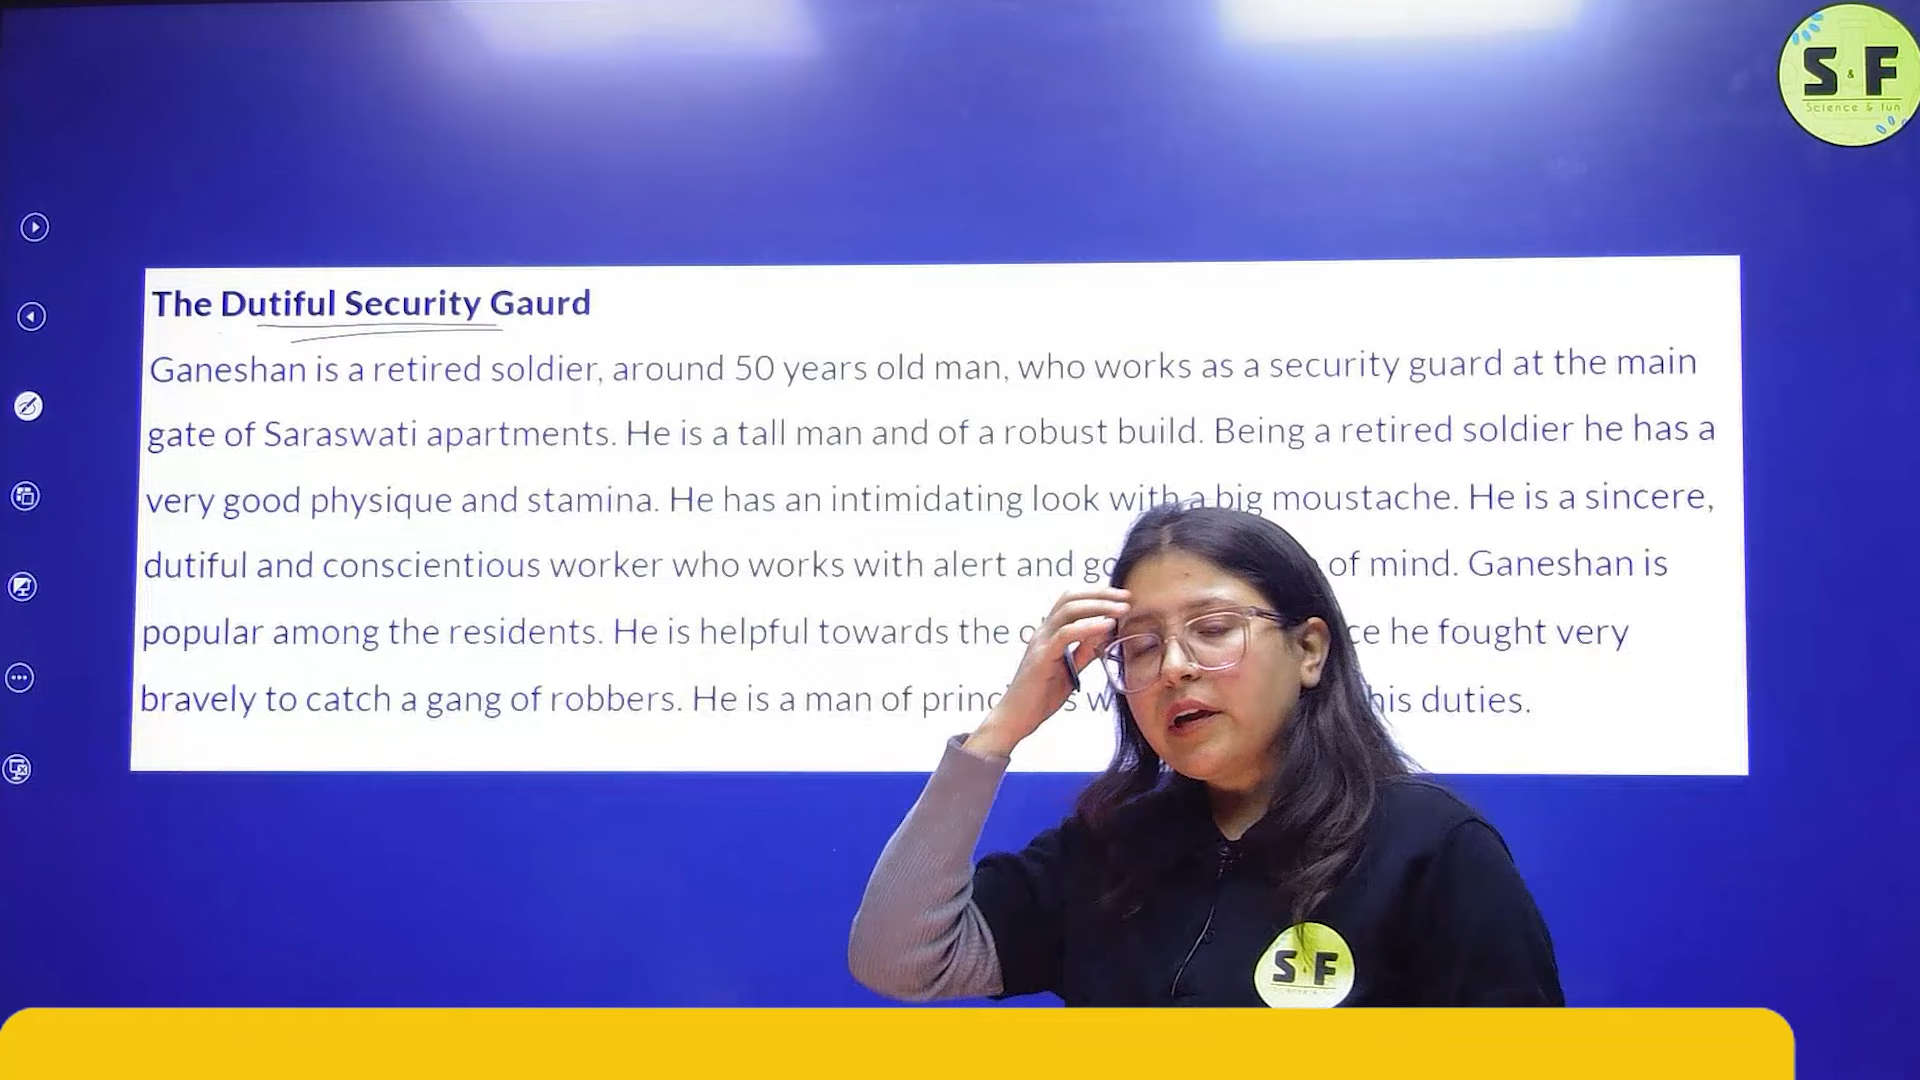 S & F
Science & fun
The Dutiful Security Gaurd
Ganeshan is a retired soldier, around 50 years old man, who works as a security guard at the main
gate of Saraswati apartments. He is a tall man and of a robust build. Being a retired soldier he has a
very good physique and stamina. He has an intimidating look with a big moustache. He is a sincere,
dutiful and conscientious worker who works with alert and of mind. Ganeshan is
popular among the residents. He is helpful towards the he fought very
bravely to catch a gang of robbers. He is a man of his duties.
S & F